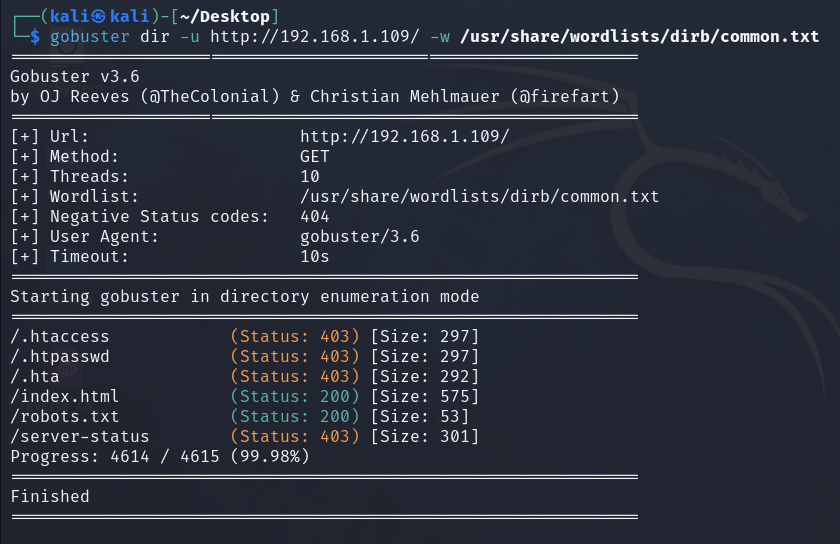 ┌──(kali㉿kali)-[~/Desktop]
└─$ gobuster dir -u http://192.168.1.109/ -w /usr/share/wordlists/dirb/common.txt
===============================================================
Gobuster v3.6
by OJ Reeves (@TheColonial) & Christian Mehlmauer (@firefart)
===============================================================
[+] Url:                     http://192.168.1.109/
[+] Method:                  GET
[+] Threads:                 10
[+] Wordlist:                /usr/share/wordlists/dirb/common.txt
[+] Negative Status codes:   404
[+] User Agent:              gobuster/3.6
[+] Timeout:                 10s
===============================================================
Starting gobuster in directory enumeration mode
===============================================================
/.htaccess            (Status: 403) [Size: 297]
/.htpasswd            (Status: 403) [Size: 297]
/.hta                 (Status: 403) [Size: 292]
/index.html           (Status: 200) [Size: 575]
/robots.txt           (Status: 200) [Size: 53]
/server-status        (Status: 403) [Size: 301]
Progress: 4614 / 4615 (99.98%)
===============================================================
Finished
===============================================================